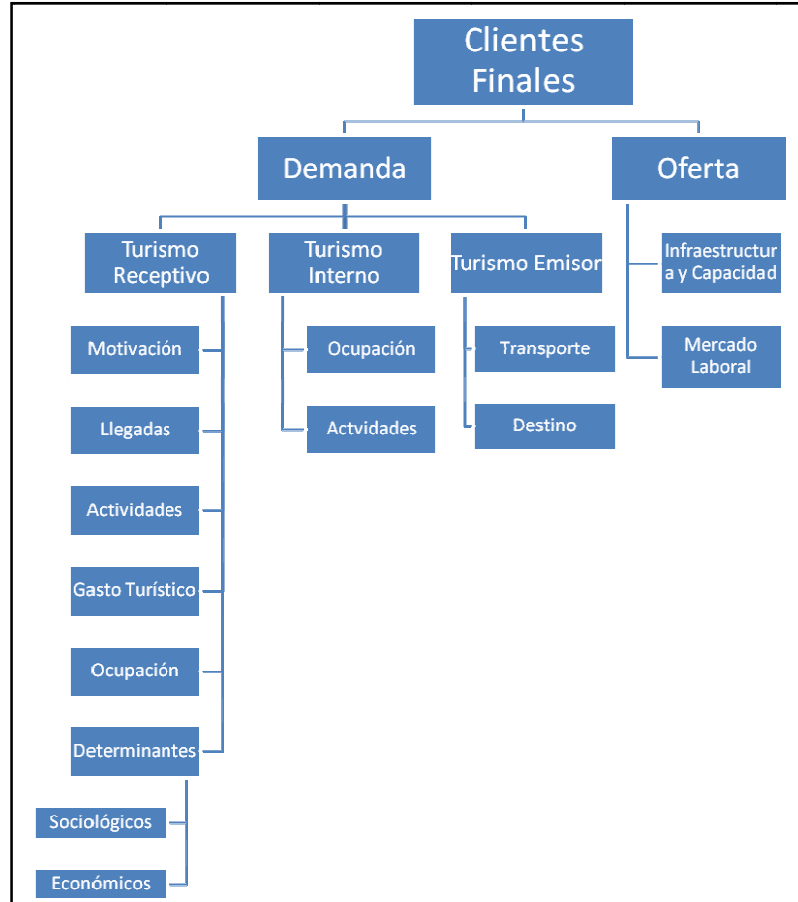 Clientes
Finales
Demanda
Oferta
Turismo
Receptivo
Turismo
Interno
Turismo Emisor
Infraestructur
a y Capacidad
Motivación
Ocupación
Transporte
Mercado
Laboral
Llegadas
Actvidades
Destino
Actividades
Gasto Turístico
Ocupación
Determinantes
Sociológicos
Económicos